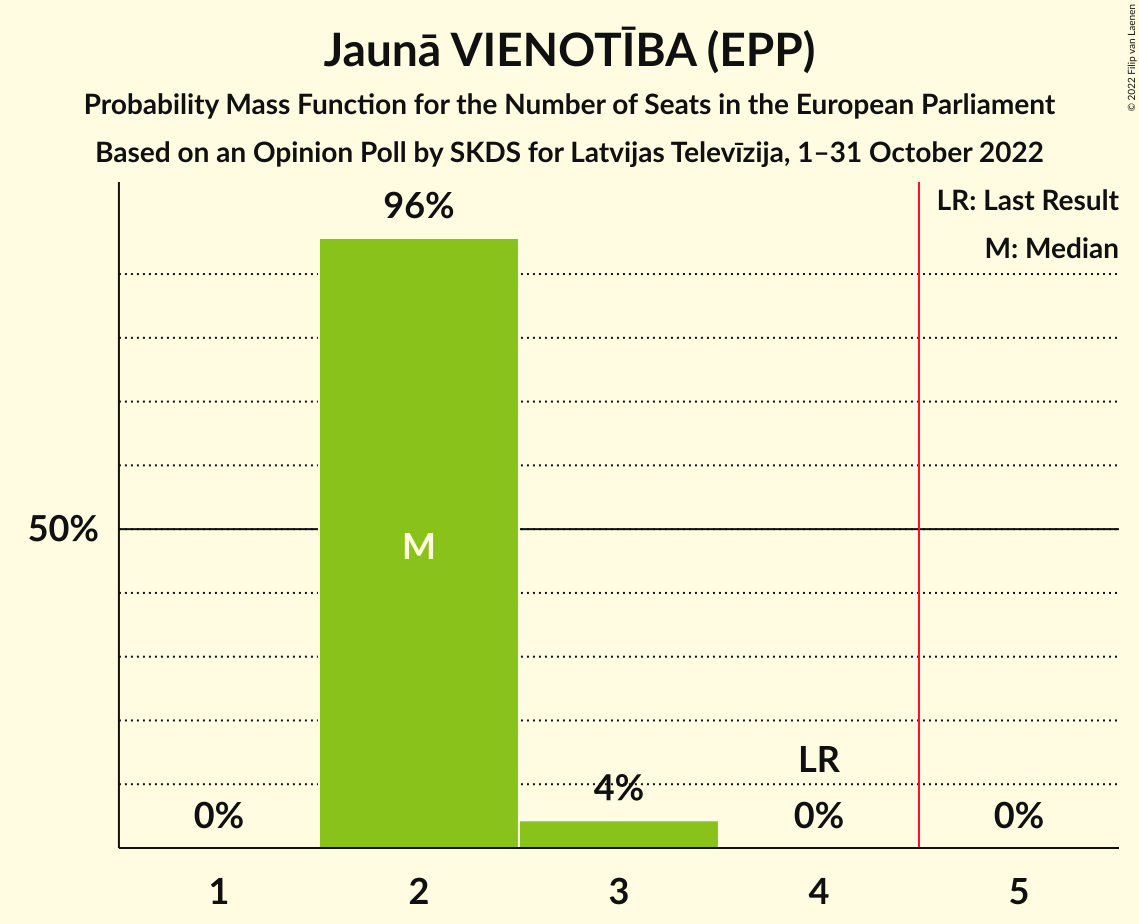 Jaunā VIENOTĪBA (EPP)
Probability Mass Function for the Number of Seats in the European Parliament
Based on an Opinion Poll by SKDS for Latvijas Televīzija, 1–31 October 2022
© 2022 Filip van Laenen
LR: Last Result
M: Median
96%
50%
M
LR
4%
0%
0%
0%
1
2
3
4
5